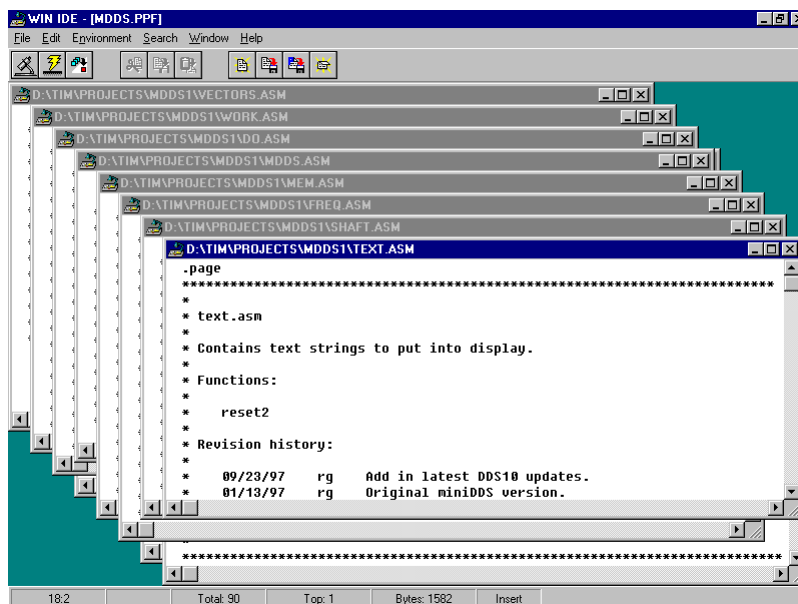 WIN IDE - [MDDS.PPF]
File Edit Environment Search Window Help
D:\TIM\PROJECTS\MDDS1\VECTORS.ASM
D:\TIM\PROJECTS\MDDS1\WORK.ASM
D:\TIM\PROJECTS\MDDS1\DO.ASM
D:\TIM\PROJECTS\MDDS1\MDDS.ASM
D:\TIM\PROJECTS\MDDS1\MEM.ASM
D:\TIM\PROJECTS\MDDS1\FREQ.ASM
D:\TIM\PROJECTS\MDDS1\SHAFT.ASM
D:\TIM\PROJECTS\MDDS1\TEXT.ASM
.page
**************************************************************************
*
* text.asm
*
* Contains text strings to put into display.
*
* Functions:
*
* reset2
*
* Revision history:
*
* 09/23/97 rg Add in latest DDS10 updates.
* 01/13/97 rg Original miniDDS version.
***************************************************************************
18:2 Total: 90 Top: 1 Bytes: 1582 Insert